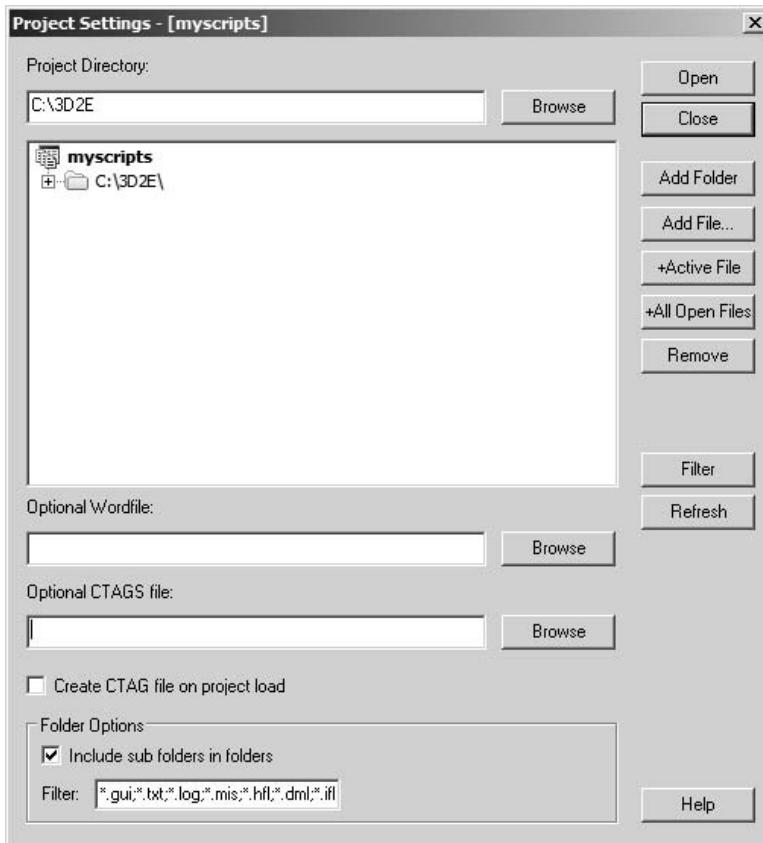 Project Settings - [myscripts]
Project Directory:
Open
C:\3D2E
Browse
Close
myscripts
C:\3D2E\
Add Folder
Add File...
+Active File
+All Open Files
Remove
Filter
Refresh
Optional Wordfile:
Browse
Optional CTAGS file:
Browse
Create CTAG file on project load
Folder Options
Include sub folders in folders
Filter: *.gui;*.txt;*.log;*.mis;*.hfl;*.dml;*.ifl
Help